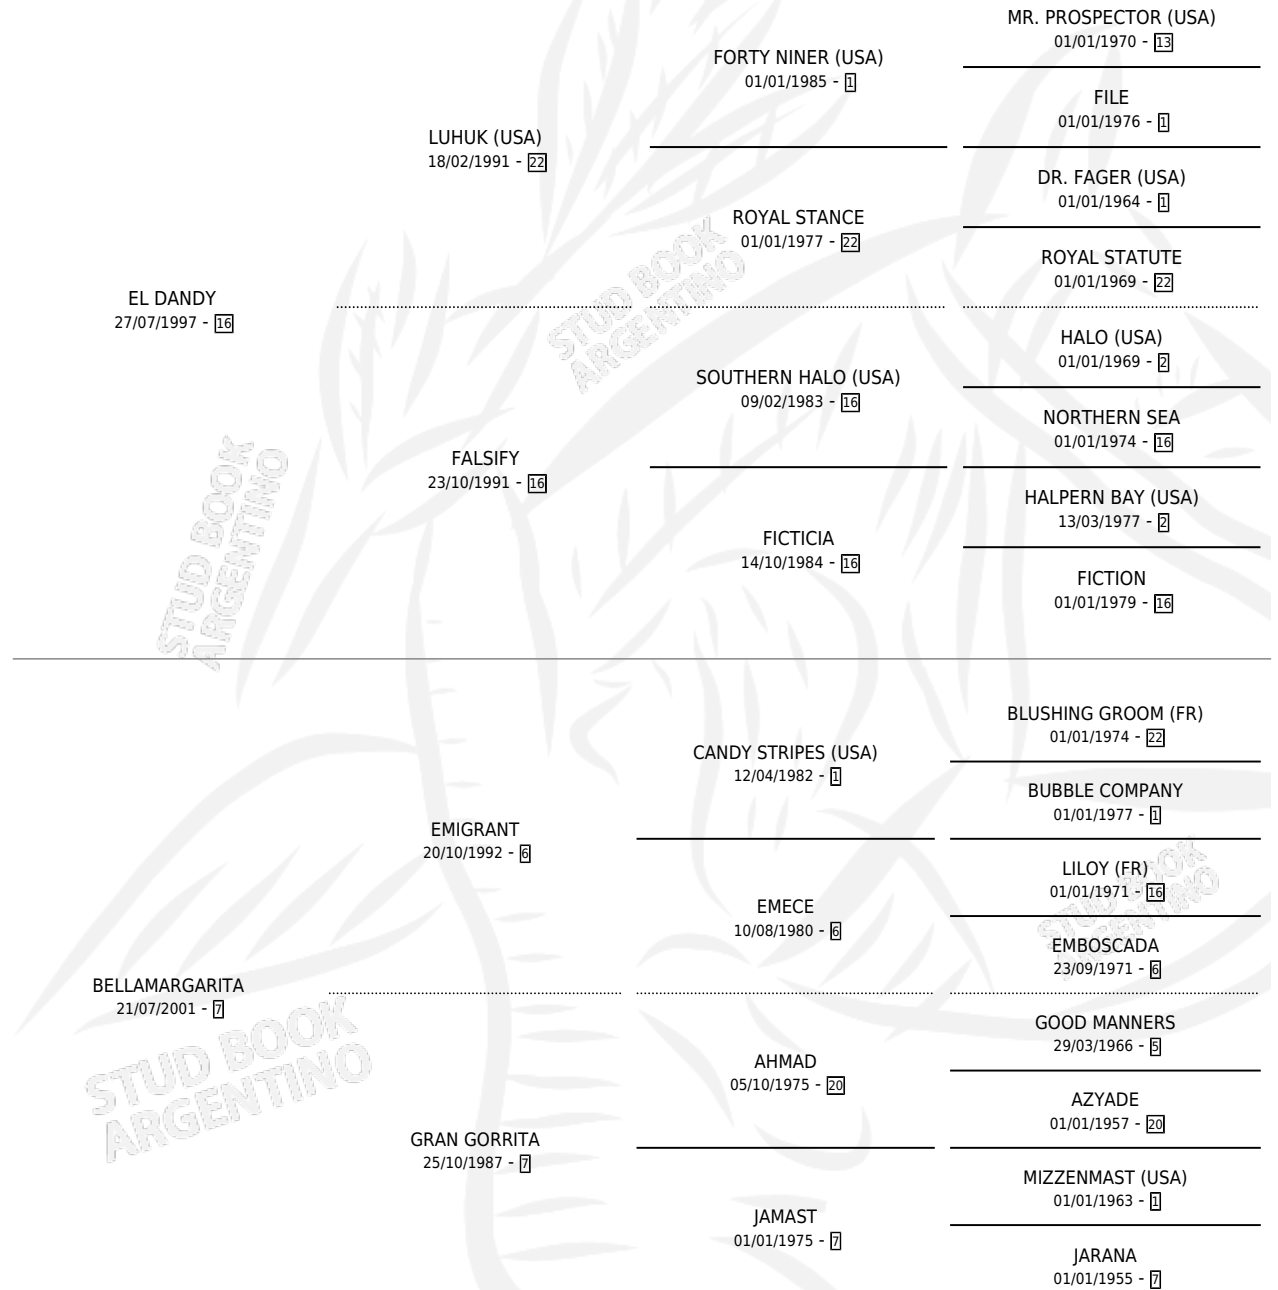 MR. PROSPECTOR (USA)
01/01/1970 - 13
FORTY NINER (USA)
01/01/1985 - 1
FILE
01/01/1976 - 1
LUHUK (USA)
18/02/1991 - 22
DR. FAGER (USA)
01/01/1964 - 1
ROYAL STANCE
01/01/1977 - 22
ROYAL STATUTE
01/01/1969 - 22
EL DANDY
27/07/1997 - 16
STUD BOOK
ARGENTINO
HALO (USA)
01/01/1969 - 2
SOUTHERN HALO (USA)
09/02/1983 - 16
NORTHERN SEA
01/01/1974 - 16
FALSIFY
23/10/1991 - 16
HALPERN BAY (USA)
13/03/1977 - 2
FICTICIA
14/10/1984 - 16
FICTION
01/01/1979 - 16
STUD BOOK
ARGENTINO
BLUSHING GROOM (FR)
01/01/1974 - 22
CANDY STRIPES (USA)
12/04/1982 - 1
BUBBLE COMPANY
01/01/1977 - 1
EMIGRANT
20/10/1992 - 6
LILOY (FR)
01/01/1971 - 16
EMECE
10/08/1980 - 6
EMBOSCADA
23/09/1971 - 6
STUD BOOK
ARGENTINO
BELLAMARGARITA
21/07/2001 - 7
GOOD MANNERS
29/03/1966 - 5
AHMAD
05/10/1975 - 20
AZYADE
01/01/1957 - 20
STUD BOOK
ARGENTINO
GRAN GORRITA
25/10/1987 - 7
MIZZENMAST (USA)
01/01/1963 - 1
JAMAST
01/01/1975 - 7
JARANA
01/01/1955 - 7